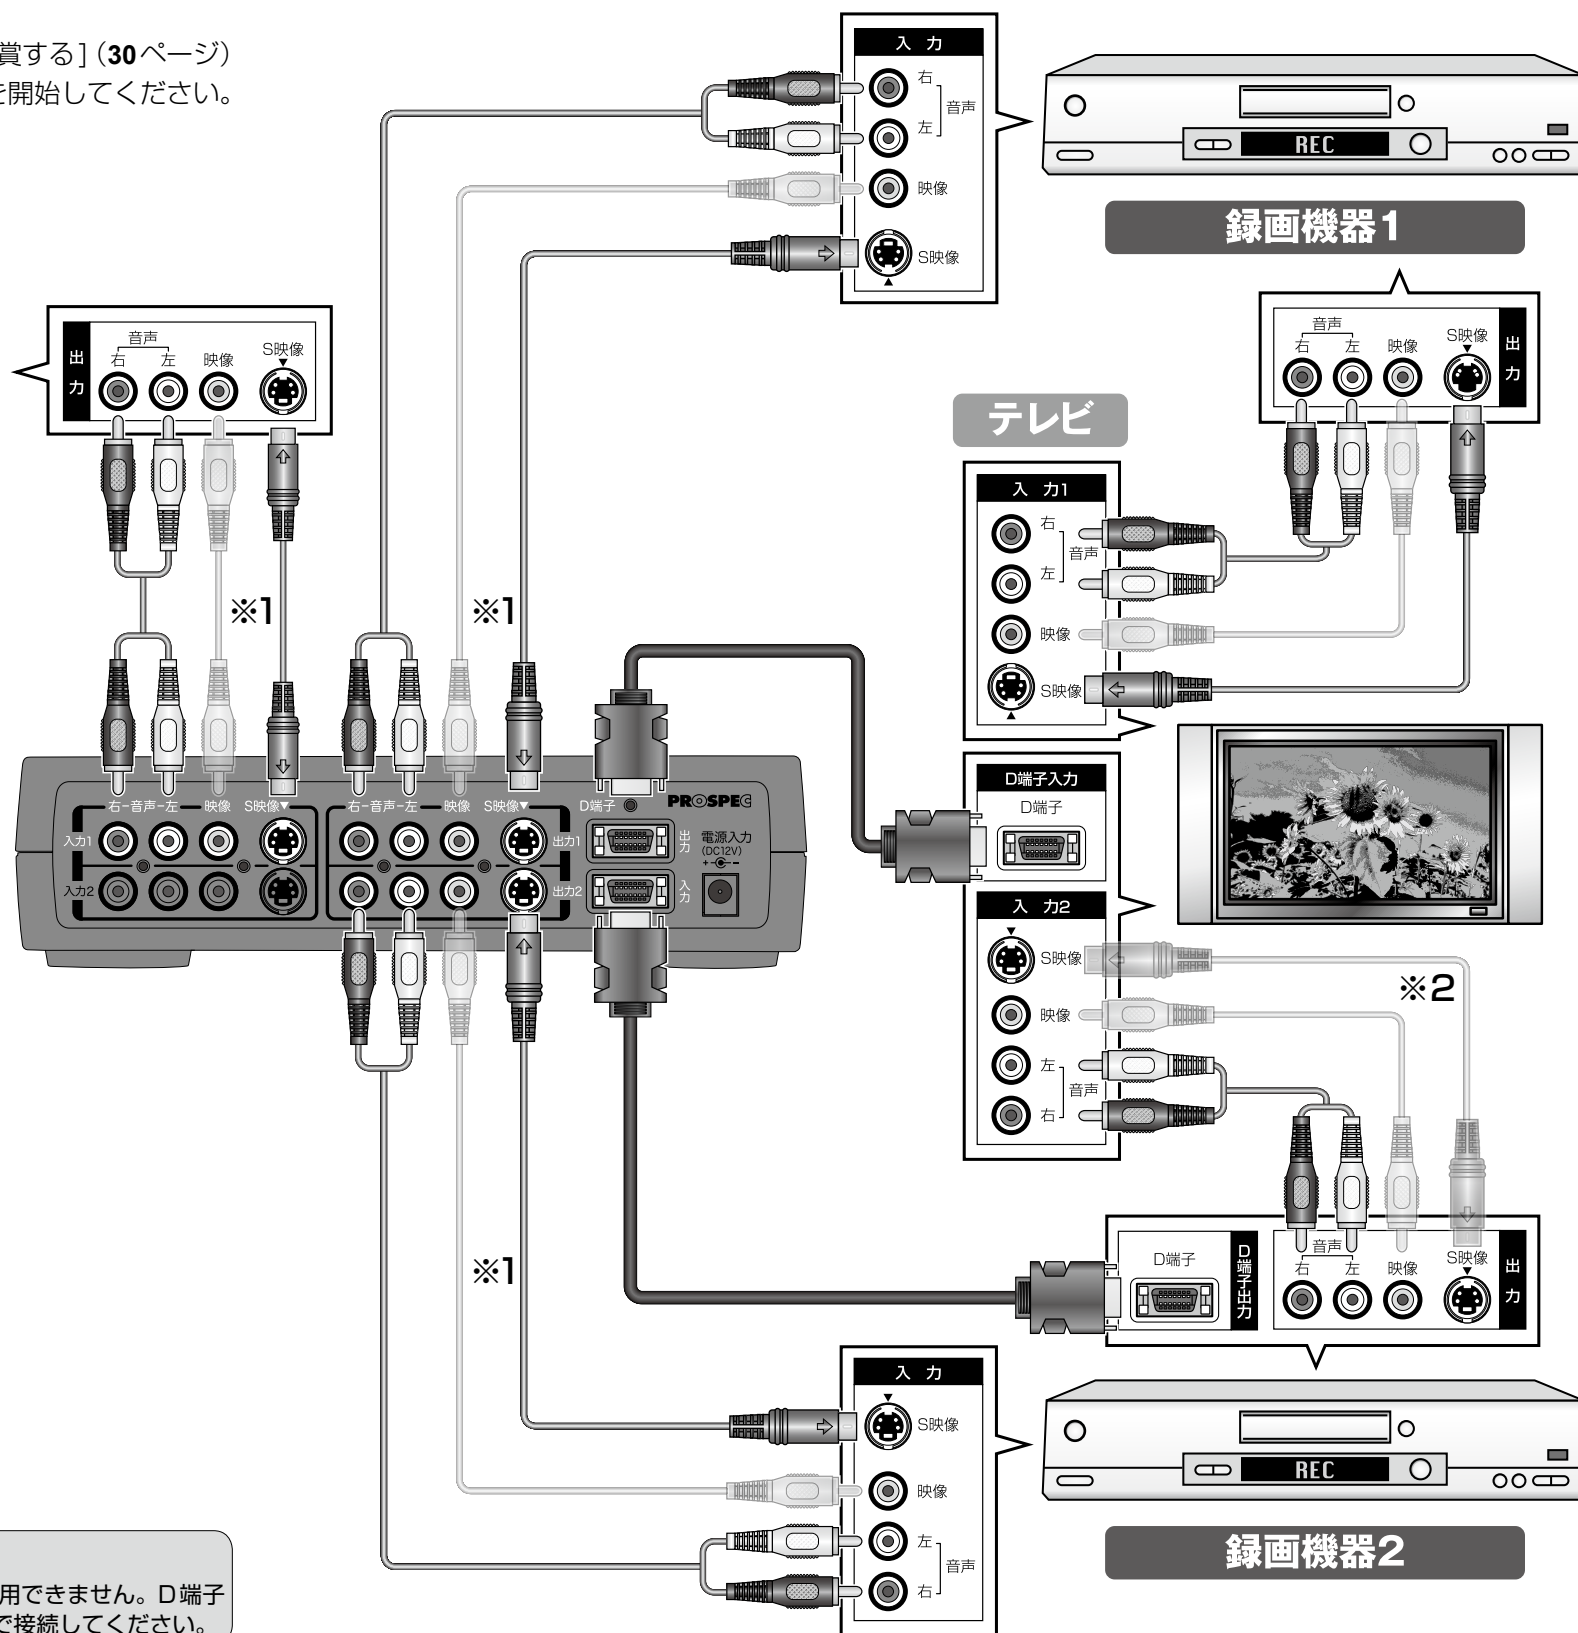 賞する］（30ページ）
を開始してください。
入 力
右
音声
左
映像
S映像
REC
録画機器1
出力
音声
右 左 映像 S映像
音声
右 左 映像 S映像
出力
テレビ
入 力1
右
音声
左
映像
S映像
※1
※1
D端子入力
D端子
右-音声-左 映像 S映像
右-音声-左 映像 S映像
D端子
PROSPEC
入力1
出力1
出力
電源入力
(DC12V)
入力2
出力2
入力
入 力2
S映像
映像
左
音声
右
※2
※1
D端子
D端子出力
音声
右 左 映像 S映像
出力
入 力
S映像
映像
左
音声
右
REC
録画機器2
用できません。D端子
で接続してください。